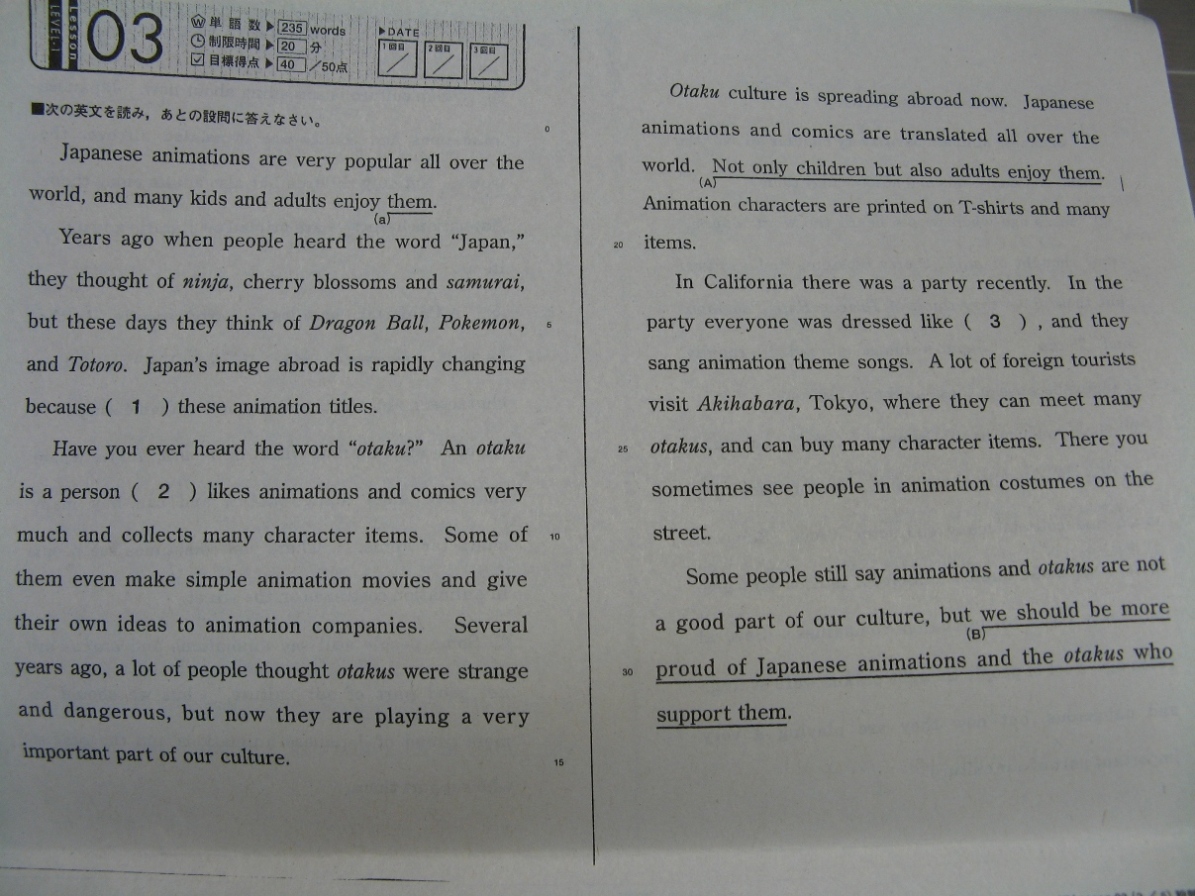 LEVEL-1
Lesson
03
W 単語数 ▶ 235 words
制限時間 ▶ 20 分
目標得点 ▶ 40 /50点
▶DATE
1回目 2回目 3回目
／ ／ ／
■次の英文を読み，あとの設問に答えなさい。
0
Japanese animations are very popular all over the
world, and many kids and adults enjoy them.
(a)
Years ago when people heard the word “Japan,”
they thought of ninja, cherry blossoms and samurai,
but these days they think of Dragon Ball, Pokemon, 5
and Totoro. Japan's image abroad is rapidly changing
because ( 1 ) these animation titles.
Have you ever heard the word “otaku?” An otaku
is a person ( 2 ) likes animations and comics very
much and collects many character items. Some of 10
them even make simple animation movies and give
their own ideas to animation companies. Several
years ago, a lot of people thought otakus were strange
and dangerous, but now they are playing a very
important part of our culture. 15
Otaku culture is spreading abroad now. Japanese
animations and comics are translated all over the
world. Not only children but also adults enjoy them.
(A)
Animation characters are printed on T-shirts and many
20 items.
In California there was a party recently. In the
party everyone was dressed like ( 3 ) , and they
sang animation theme songs. A lot of foreign tourists
visit Akihabara, Tokyo, where they can meet many
25 otakus, and can buy many character items. There you
sometimes see people in animation costumes on the
street.
Some people still say animations and otakus are not
a good part of our culture, but we should be more
(B)
30 proud of Japanese animations and the otakus who
support them.